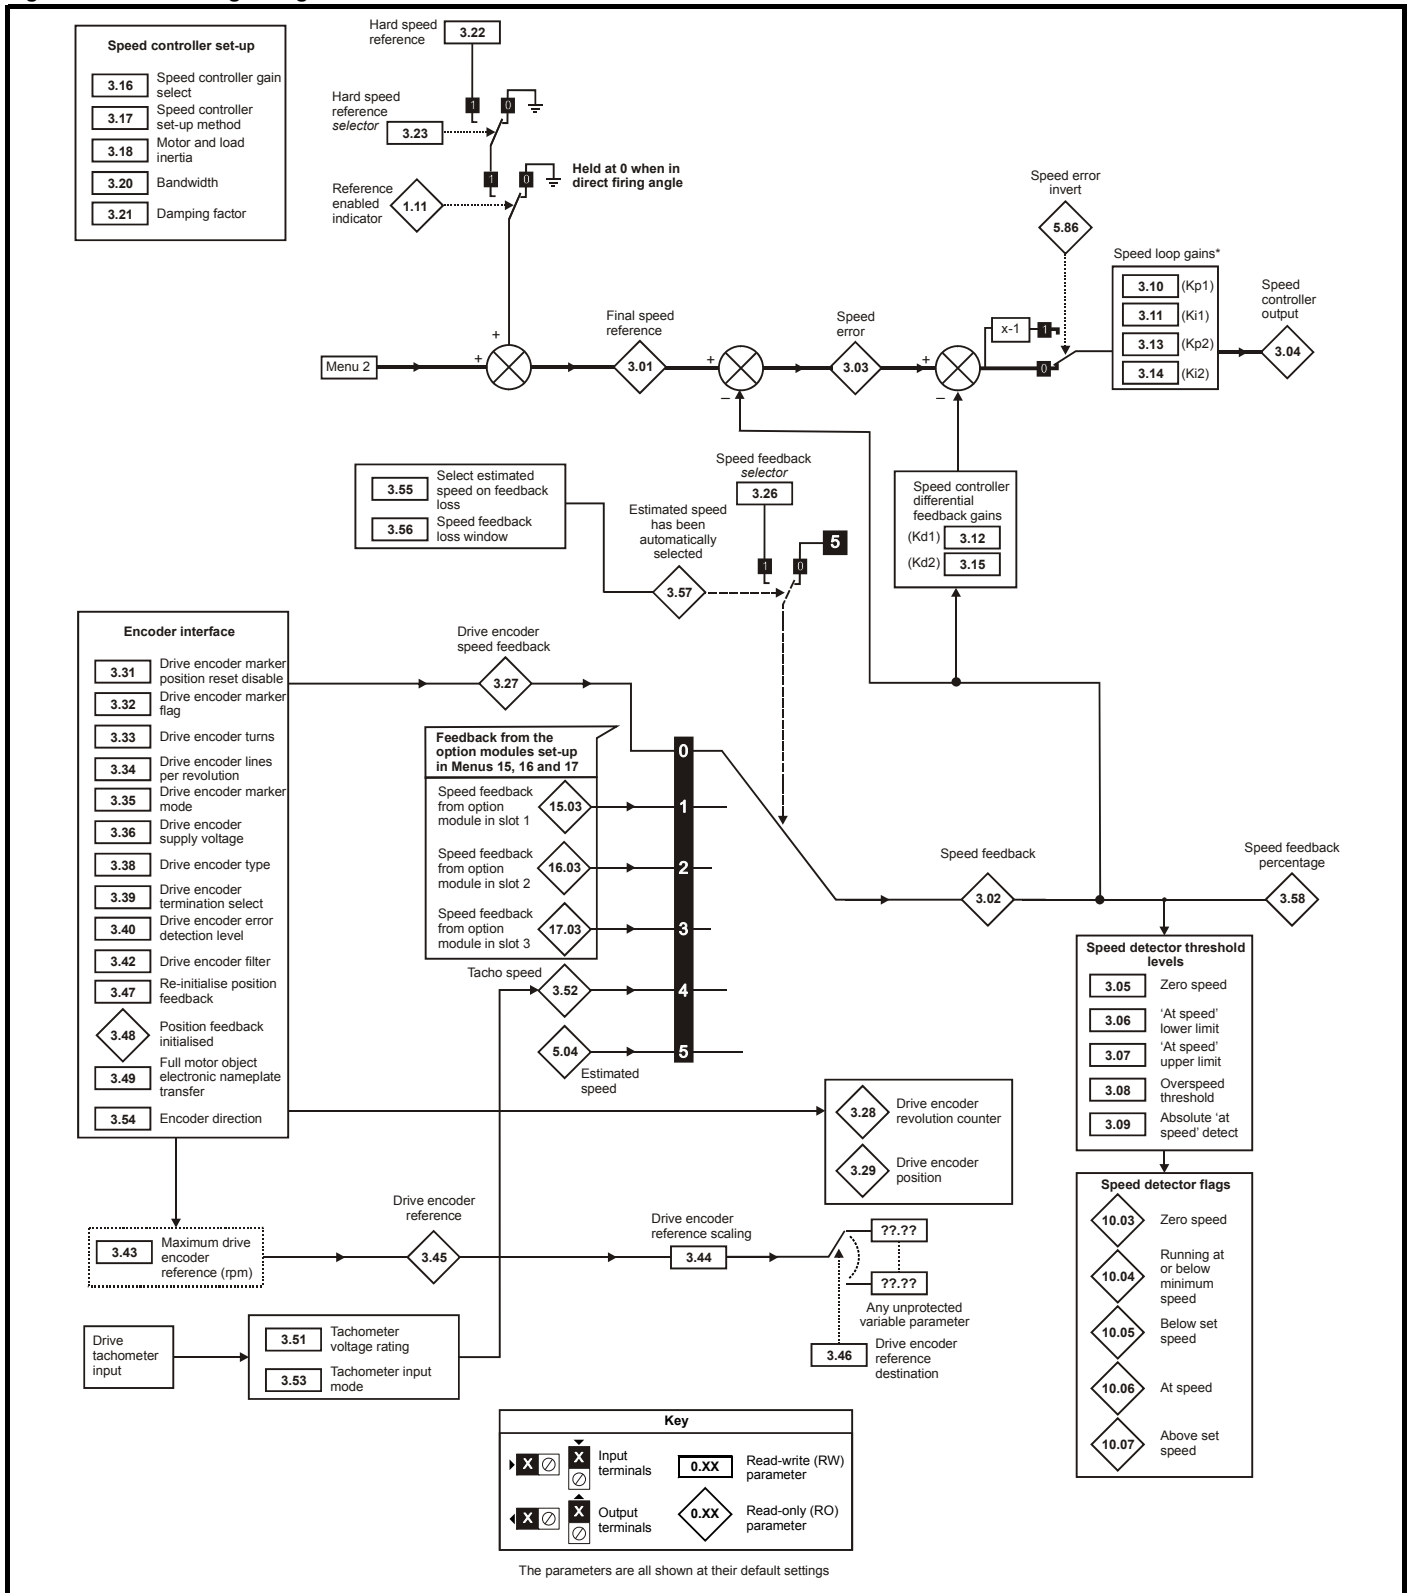 Speed controller set-up
3.16
Speed controller gain
select
3.17
Speed controller
set-up method
3.18
Motor and load
inertia
3.20
Bandwidth
3.21
Damping factor
Hard speed
reference
3.22
1
0
Hard speed
reference
selector
3.23
1
0
Held at 0 when in
direct firing angle
Reference
enabled
indicator
1.11
Menu 2
+
+
Final speed
reference
3.01
+
–
Speed
error
3.03
+
–
x-1
1
0
Speed error
invert
5.86
Speed loop gains*
3.10
(Kp1)
3.11
(Ki1)
3.13
(Kp2)
3.14
(Ki2)
Speed
controller
output
3.04
3.55
Select estimated
speed on feedback
loss
3.56
Speed feedback
loss window
Estimated speed
has been
automatically
selected
3.57
Speed feedback
selector
3.26
1
0
5
Speed controller
differential
feedback gains
(Kd1)
3.12
(Kd2)
3.15
Encoder interface
3.31
Drive encoder marker
position reset disable
3.32
Drive encoder marker
flag
3.33
Drive encoder turns
3.34
Drive encoder lines
per revolution
3.35
Drive encoder marker
mode
3.36
Drive encoder
supply voltage
3.38
Drive encoder type
3.39
Drive encoder
termination select
3.40
Drive encoder error
detection level
3.42
Drive encoder filter
3.47
Re-initialise position
feedback
3.48
Position feedback
initialised
3.49
Full motor object
electronic nameplate
transfer
3.54
Encoder direction
Drive encoder
speed feedback
3.27
Feedback from the
option modules set-up
in Menus 15, 16 and 17
Speed feedback
from option
module in slot 1
15.03
Speed feedback
from option
module in slot 2
16.03
Speed feedback
from option
module in slot 3
17.03
Tacho speed
3.52
5.04
Estimated
speed
0
1
2
3
4
5
Speed feedback
3.02
Speed feedback
percentage
3.58
Speed detector threshold
levels
3.05
Zero speed
3.06
‘At speed’
lower limit
3.07
‘At speed’
upper limit
3.08
Overspeed
threshold
3.09
Absolute ‘at
speed’ detect
3.28
Drive encoder
revolution counter
3.29
Drive encoder
position
Speed detector flags
10.03
Zero speed
10.04
Running at
or below
minimum
speed
10.05
Below set
speed
10.06
At speed
10.07
Above set
speed
3.43
Maximum drive
encoder
reference (rpm)
Drive encoder
reference
3.45
Drive encoder
reference scaling
3.44
??.??
??.??
Any unprotected
variable parameter
3.46
Drive encoder
reference
destination
Drive
tachometer
input
3.51
Tachometer
voltage rating
3.53
Tachometer input
mode
Key
X
X
Input
terminals
0.XX
Read-write (RW)
parameter
X
X
Output
terminals
0.XX
Read-only (RO)
parameter
The parameters are all shown at their default settings